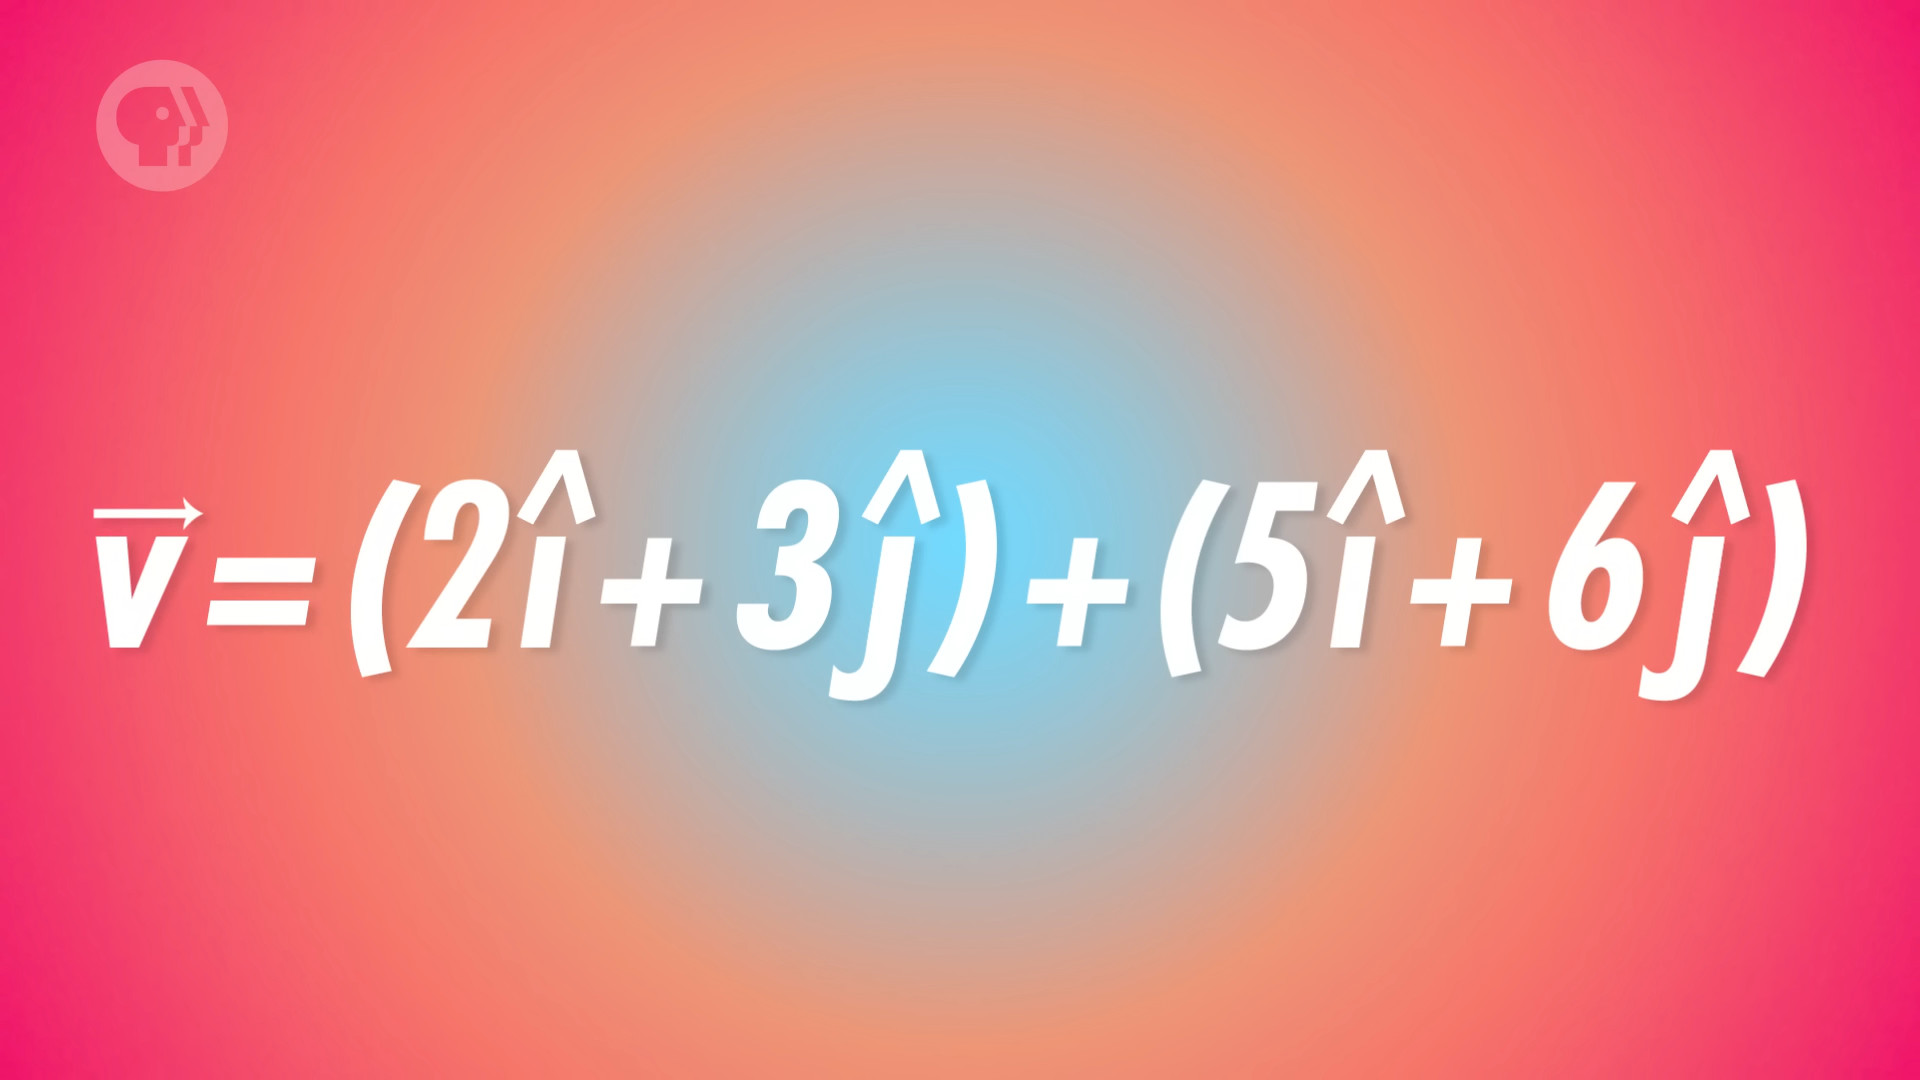 v⃗ = (2î + 3ĵ) + (5î + 6ĵ)